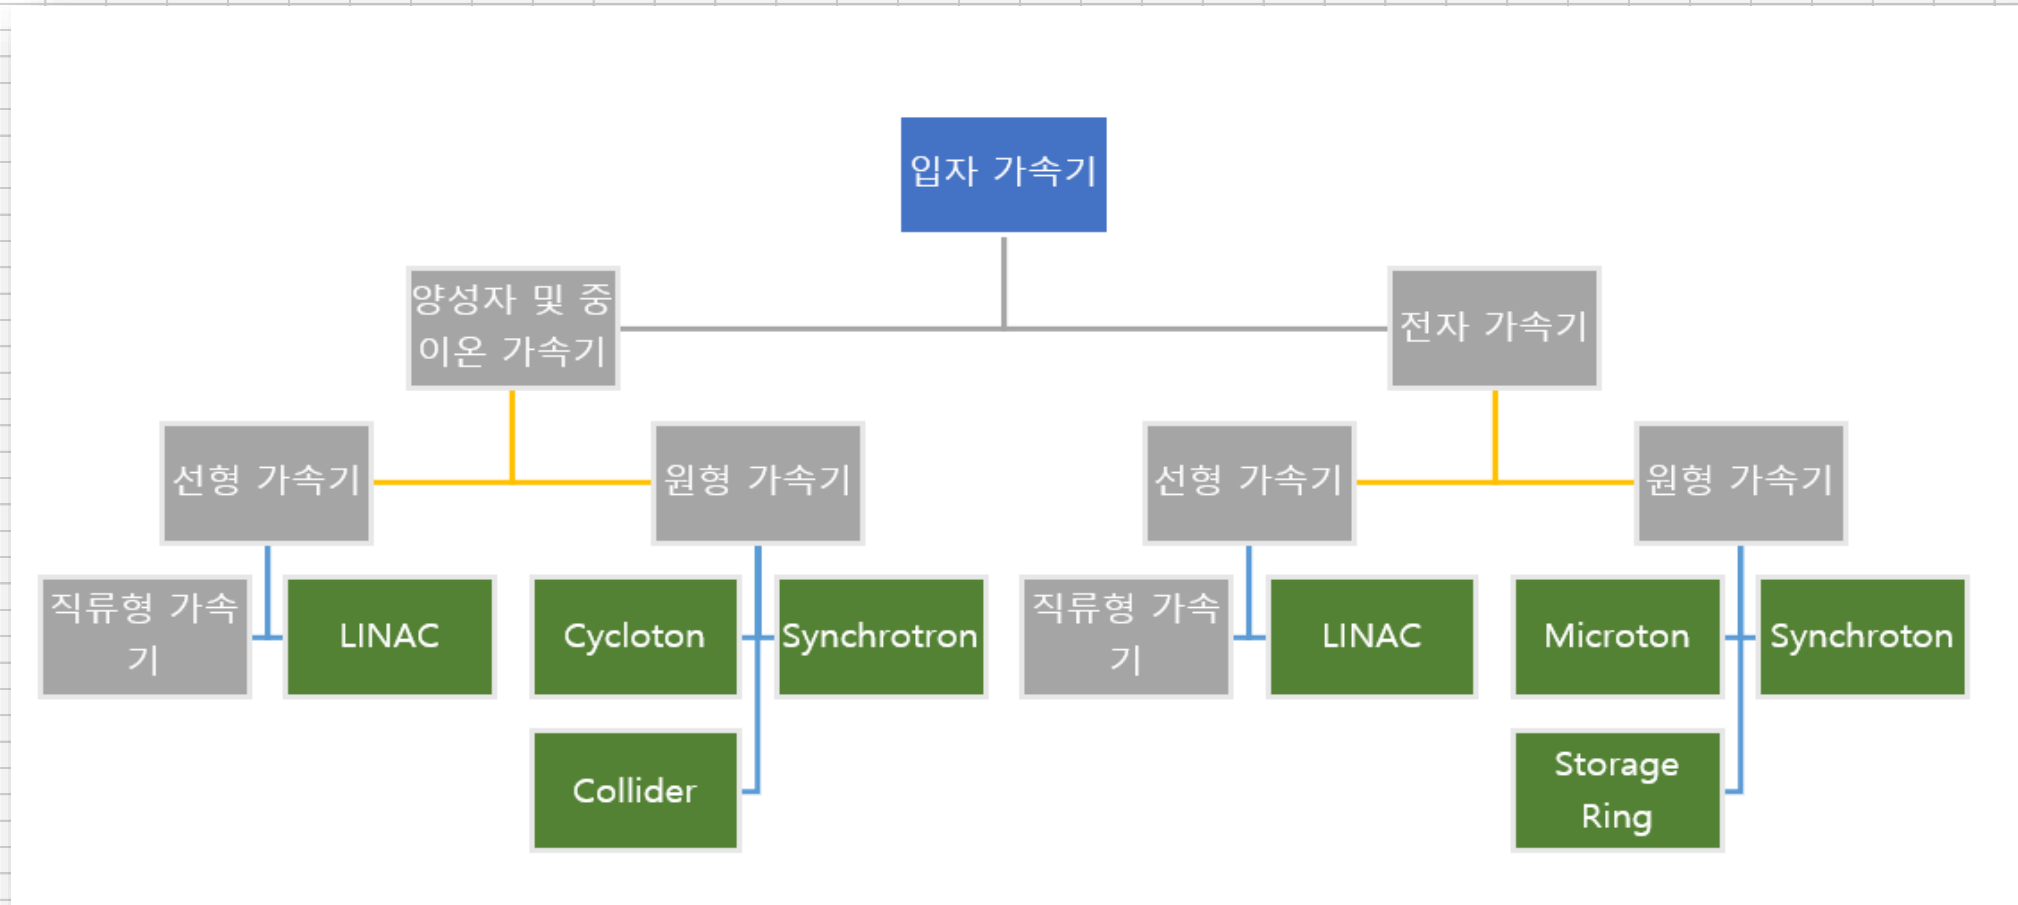 입자 가속기
양성자 및 중
이온 가속기
전자 가속기
선형 가속기
원형 가속기
선형 가속기
원형 가속기
직류형 가속
기
LINAC
Cycloton
Synchrotron
직류형 가속
기
LINAC
Microton
Synchroton
Collider
Storage
Ring